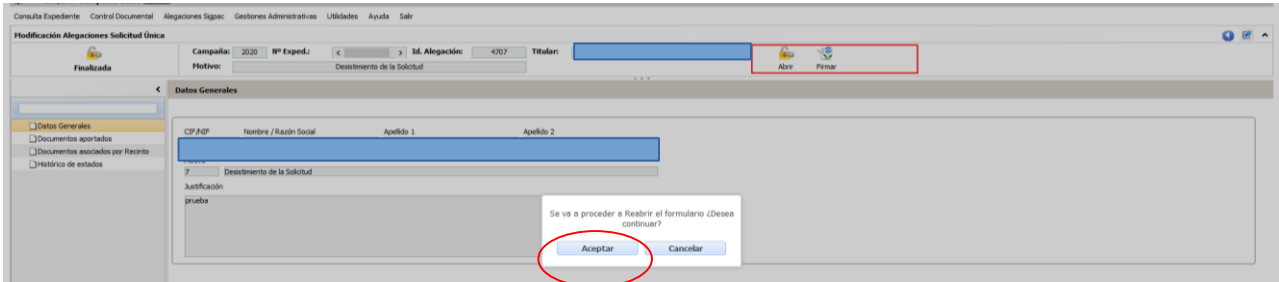 Consulta Expediente Control Documental Alegaciones Sigpac Gestiones Administrativas Utilidades Ayuda Salir
Modificación Alegaciones Solicitud Única
Finalizada
Campaña: 2020 Nº Exped.: < > Id. Alegación: 4707 Titular:
Motivo: Desistimiento de la Solicitud
Abrir Firmar
Datos Generales
Datos Generales
Documentos aportados
Documentos asociados por Recinto
Histórico de estados
CIF/NIF Nombre / Razón Social Apellido 1 Apellido 2
7 Desistimiento de la Solicitud
Justificación
prueba
Se va a proceder a Reabrir el formulario ¿Desea
continuar?
Aceptar Cancelar